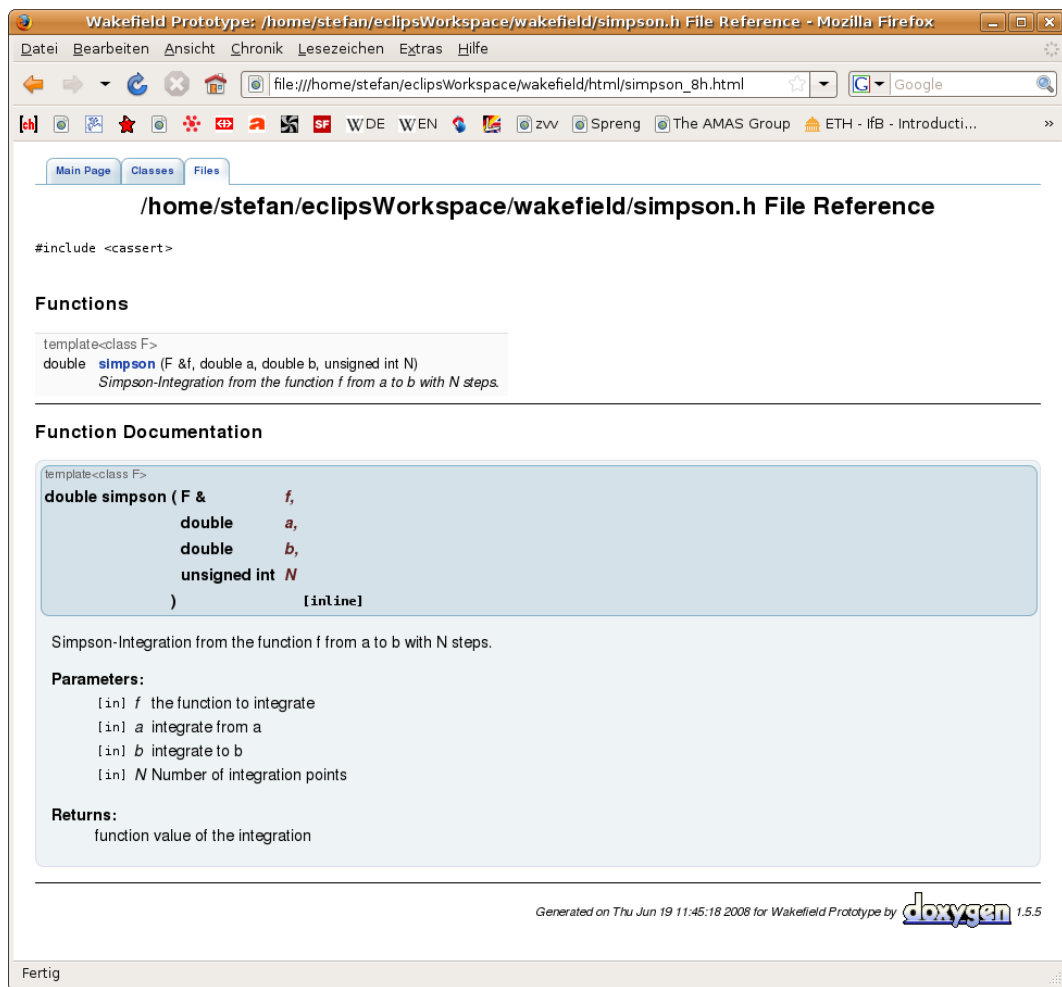 Wakefield Prototype: /home/stefan/eclipsWorkspace/wakefield/simpson.h File Reference - Mozilla Firefox
Datei Bearbeiten Ansicht Chronik Lesezeichen Extras Hilfe
file:///home/stefan/eclipsWorkspace/wakefield/html/simpson_8h.html G Google
[ch] a SF W DE W EN zvv Spreng The AMAS Group ETH - IfB - Introducti... »
Main Page Classes Files
/home/stefan/eclipsWorkspace/wakefield/simpson.h File Reference
#include <cassert>
Functions
template<class F>
double simpson (F &f, double a, double b, unsigned int N)
Simpson-Integration from the function f from a to b with N steps.
Function Documentation
template<class F>
double simpson ( F & f,
double a,
double b,
unsigned int N
) [inline]
Simpson-Integration from the function f from a to b with N steps.
Parameters:
[in] f the function to integrate
[in] a integrate from a
[in] b integrate to b
[in] N Number of integration points
Returns:
function value of the integration
Generated on Thu Jun 19 11:45:18 2008 for Wakefield Prototype by doxygen 1.5.5
Fertig